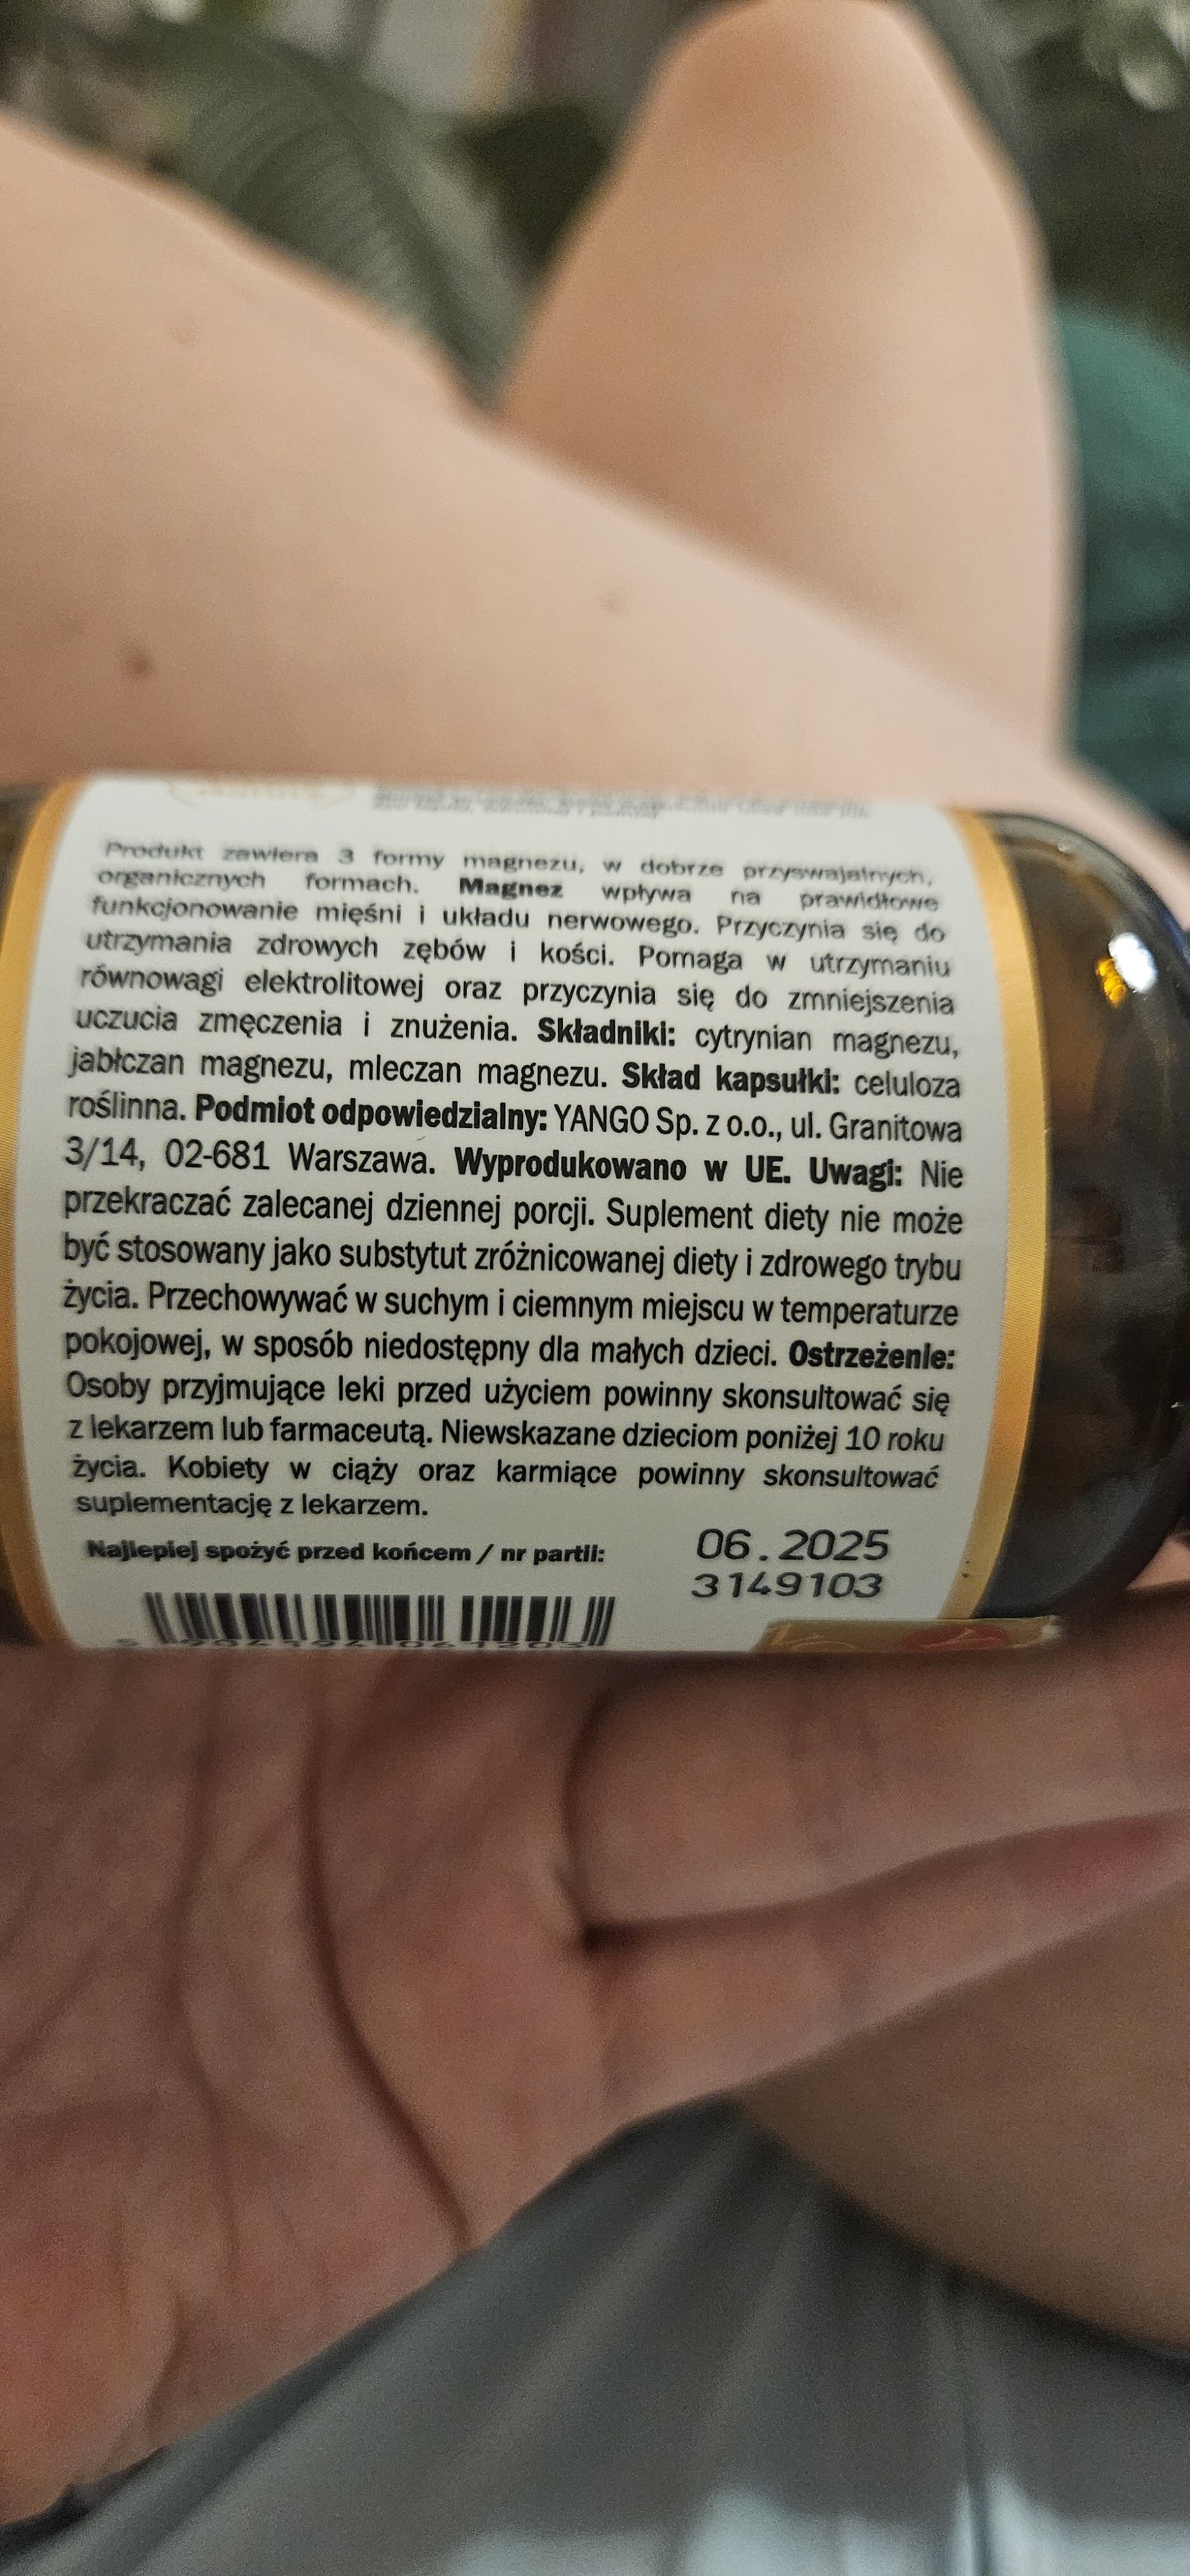 Produkt zawiera 3 formy magnezu, w dobrze przyswajalnych,
organicznych formach. Magnez wpływa na prawidłowe
funkcjonowanie mięśni i układu nerwowego. Przyczynia się do
utrzymania zdrowych zębów i kości. Pomaga w utrzymaniu
równowagi elektrolitowej oraz przyczynia się do zmniejszenia
uczucia zmęczenia i znużenia. Składniki: cytrynian magnezu,
jabłczan magnezu, mleczan magnezu. Skład kapsułki: celuloza
roślinna. Podmiot odpowiedzialny: YANGO Sp. z o.o., ul. Granitowa
3/14, 02-681 Warszawa. Wyprodukowano w UE. Uwagi: Nie
przekraczać zalecanej dziennej porcji. Suplement diety nie może
być stosowany jako substytut zróżnicowanej diety i zdrowego trybu
życia. Przechowywać w suchym i ciemnym miejscu w temperaturze
pokojowej, w sposób niedostępny dla małych dzieci. Ostrzeżenie:
Osoby przyjmujące leki przed użyciem powinny skonsultować się
z lekarzem lub farmaceutą. Niewskazane dzieciom poniżej 10 roku
życia. Kobiety w ciąży oraz karmiące powinny skonsultować
suplementację z lekarzem.
Najlepiej spożyć przed końcem / nr partii: 06.2025
3149103